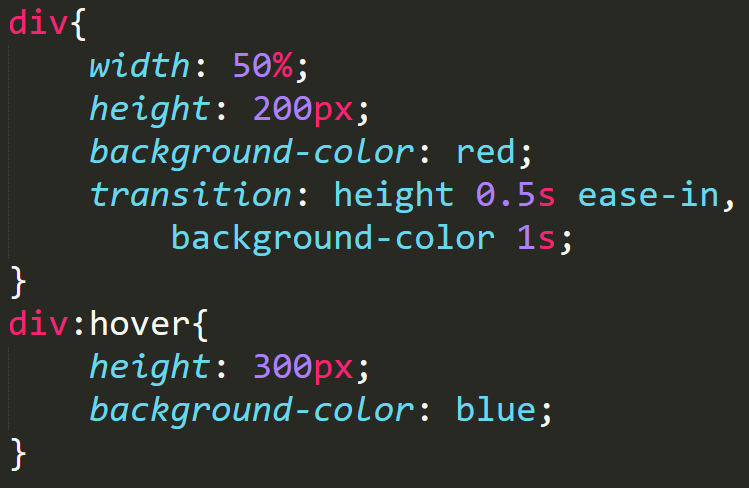 div{
    width: 50%;
    height: 200px;
    background-color: red;
    transition: height 0.5s ease-in,
        background-color 1s;
}
div:hover{
    height: 300px;
    background-color: blue;
}